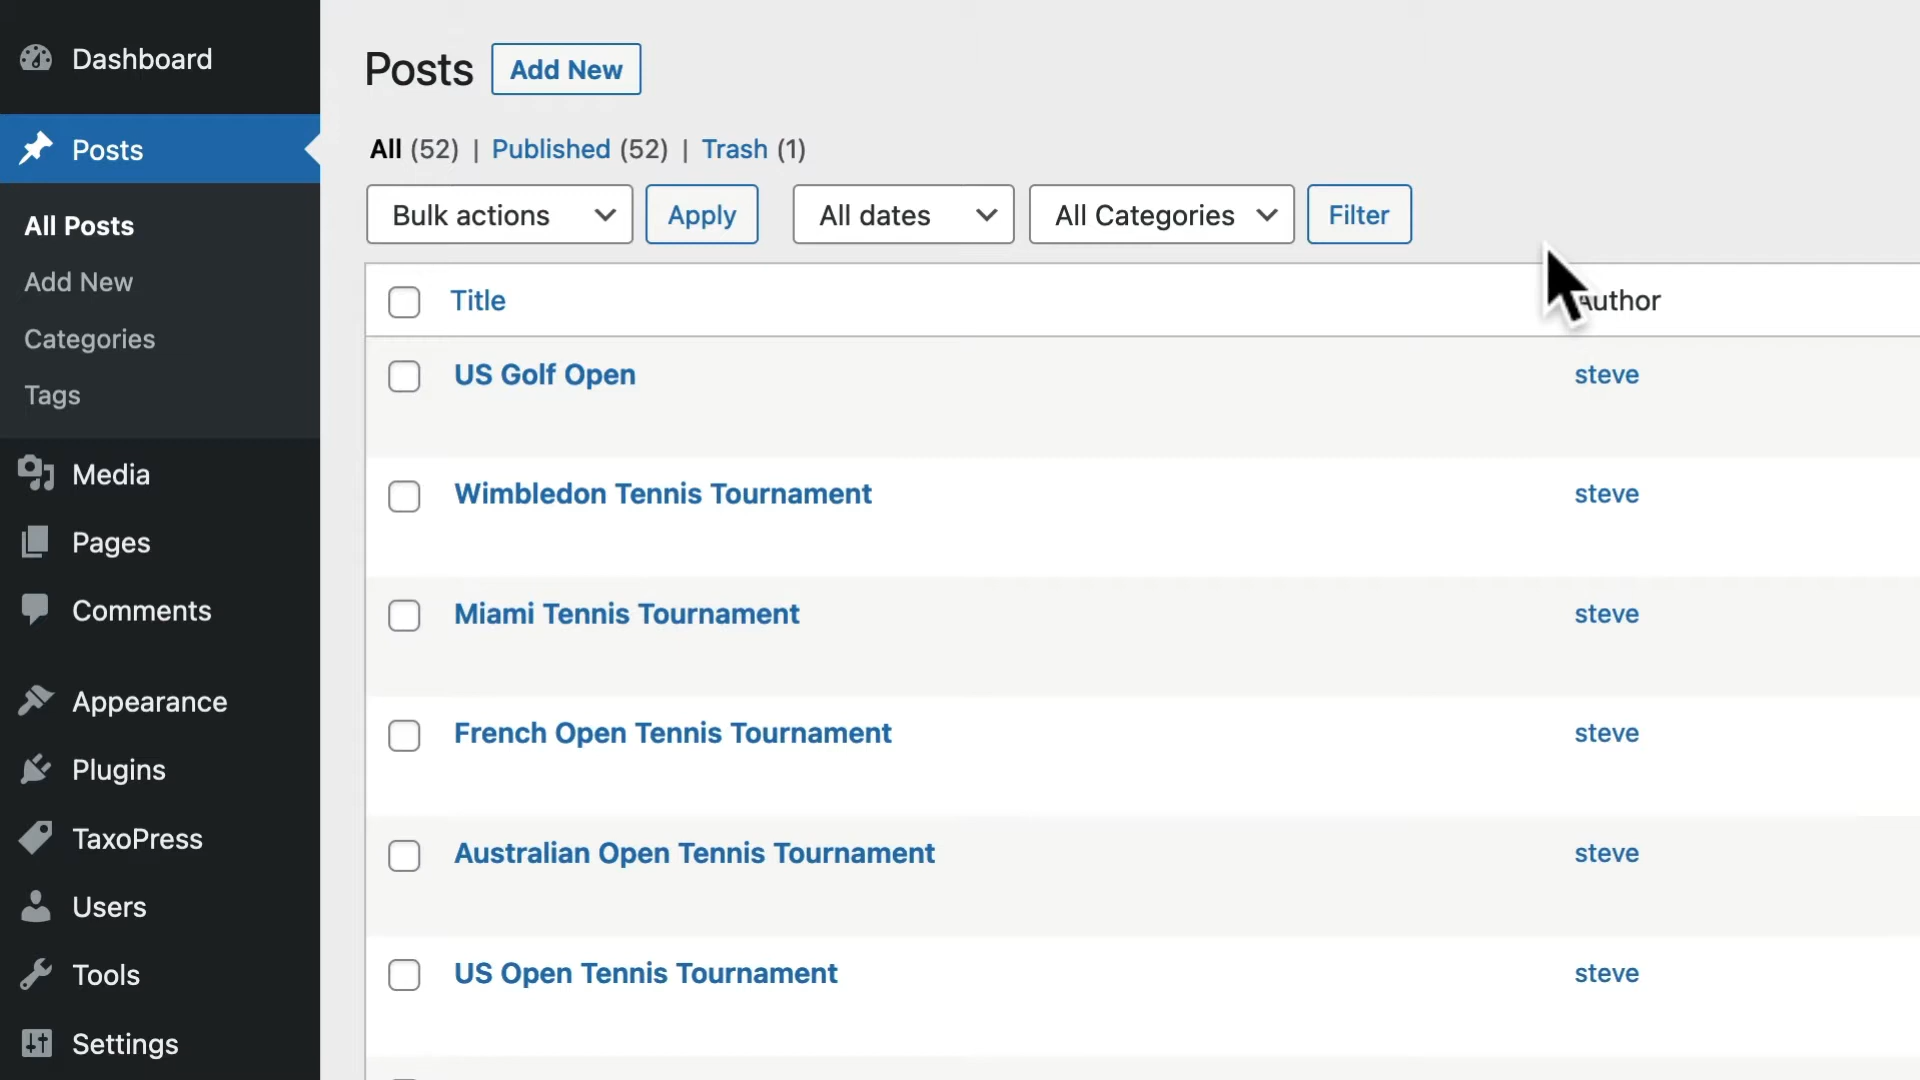 Dashboard
Posts
All Posts
Add New
Categories
Tags
Media
Pages
Comments
Appearance
Plugins
TaxoPress
Users
Tools
Settings
Posts Add New
All (52) | Published (52) | Trash (1)
Bulk actions Apply All dates All Categories Filter
Title Author
US Golf Open steve
Wimbledon Tennis Tournament steve
Miami Tennis Tournament steve
French Open Tennis Tournament steve
Australian Open Tennis Tournament steve
US Open Tennis Tournament steve